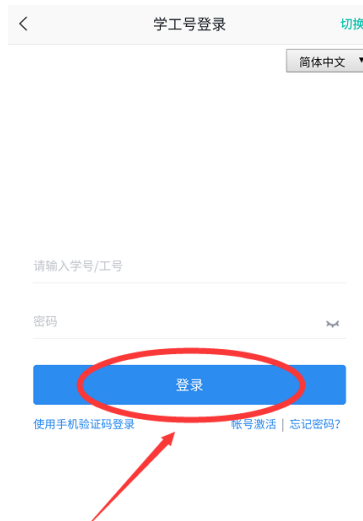 学工号登录 切换
简体中文
请输入学号/工号
密码
登录
使用手机验证码登录 帐号激活 | 忘记密码?